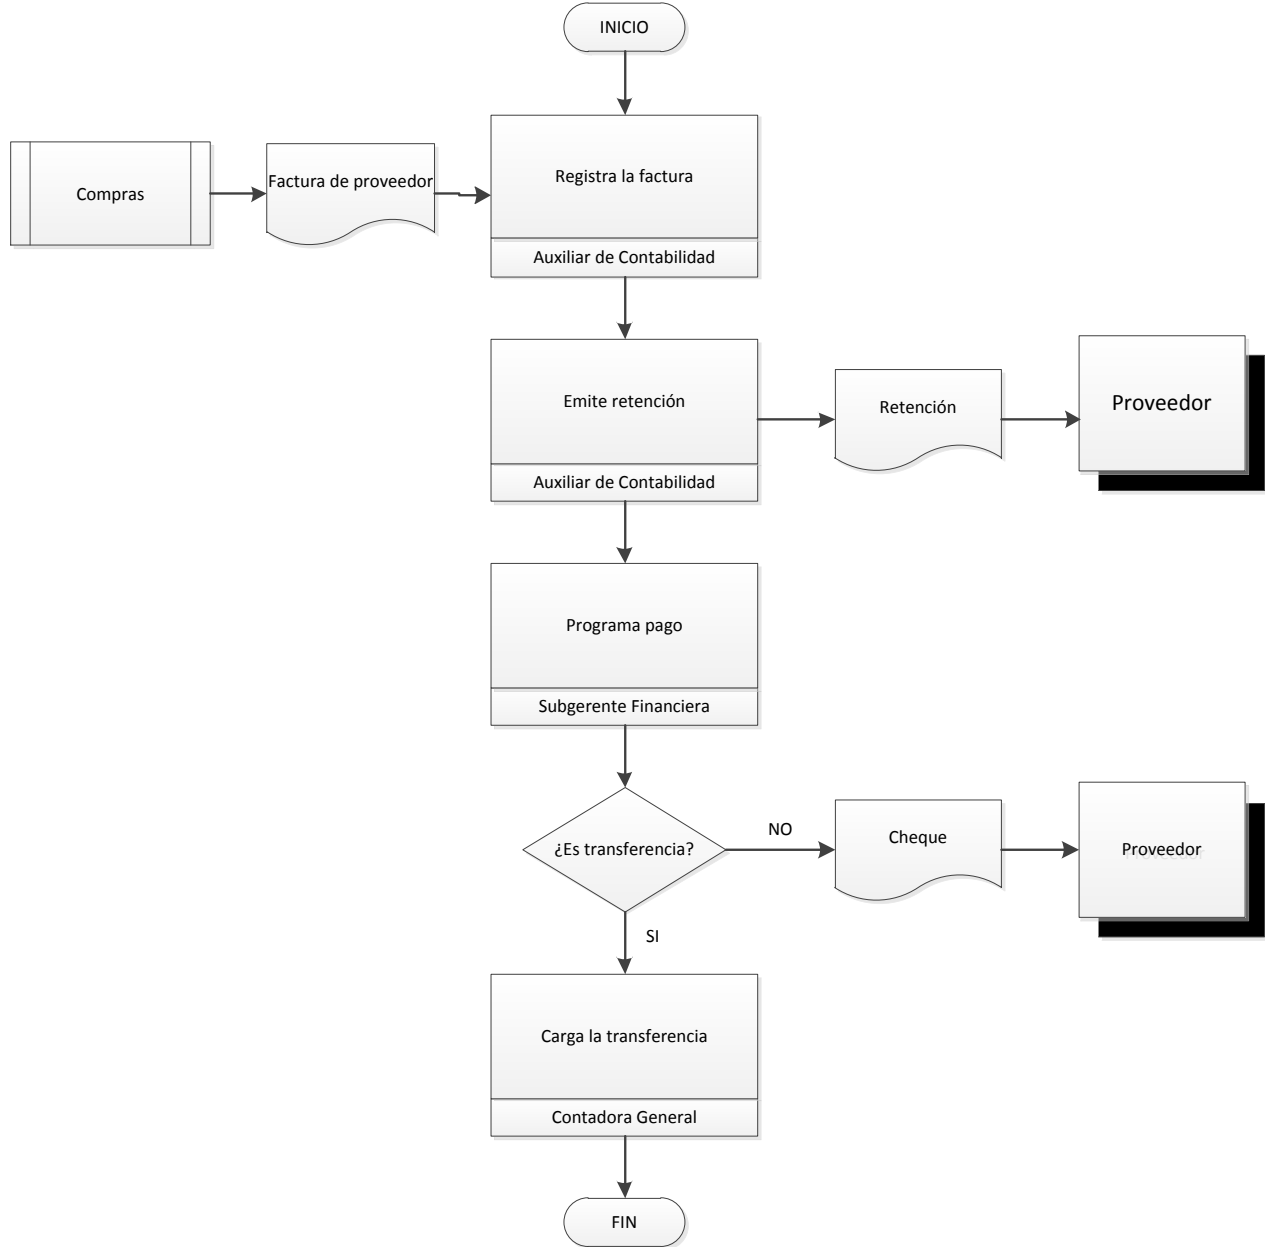 INICIO
Compras
Factura de proveedor
Registra la factura
Auxiliar de Contabilidad
Emite retención
Auxiliar de Contabilidad
Retención
Proveedor
Programa pago
Subgerente Financiera
¿Es transferencia?
NO
Cheque
Proveedor
SI
Carga la transferencia
Contadora General
FIN